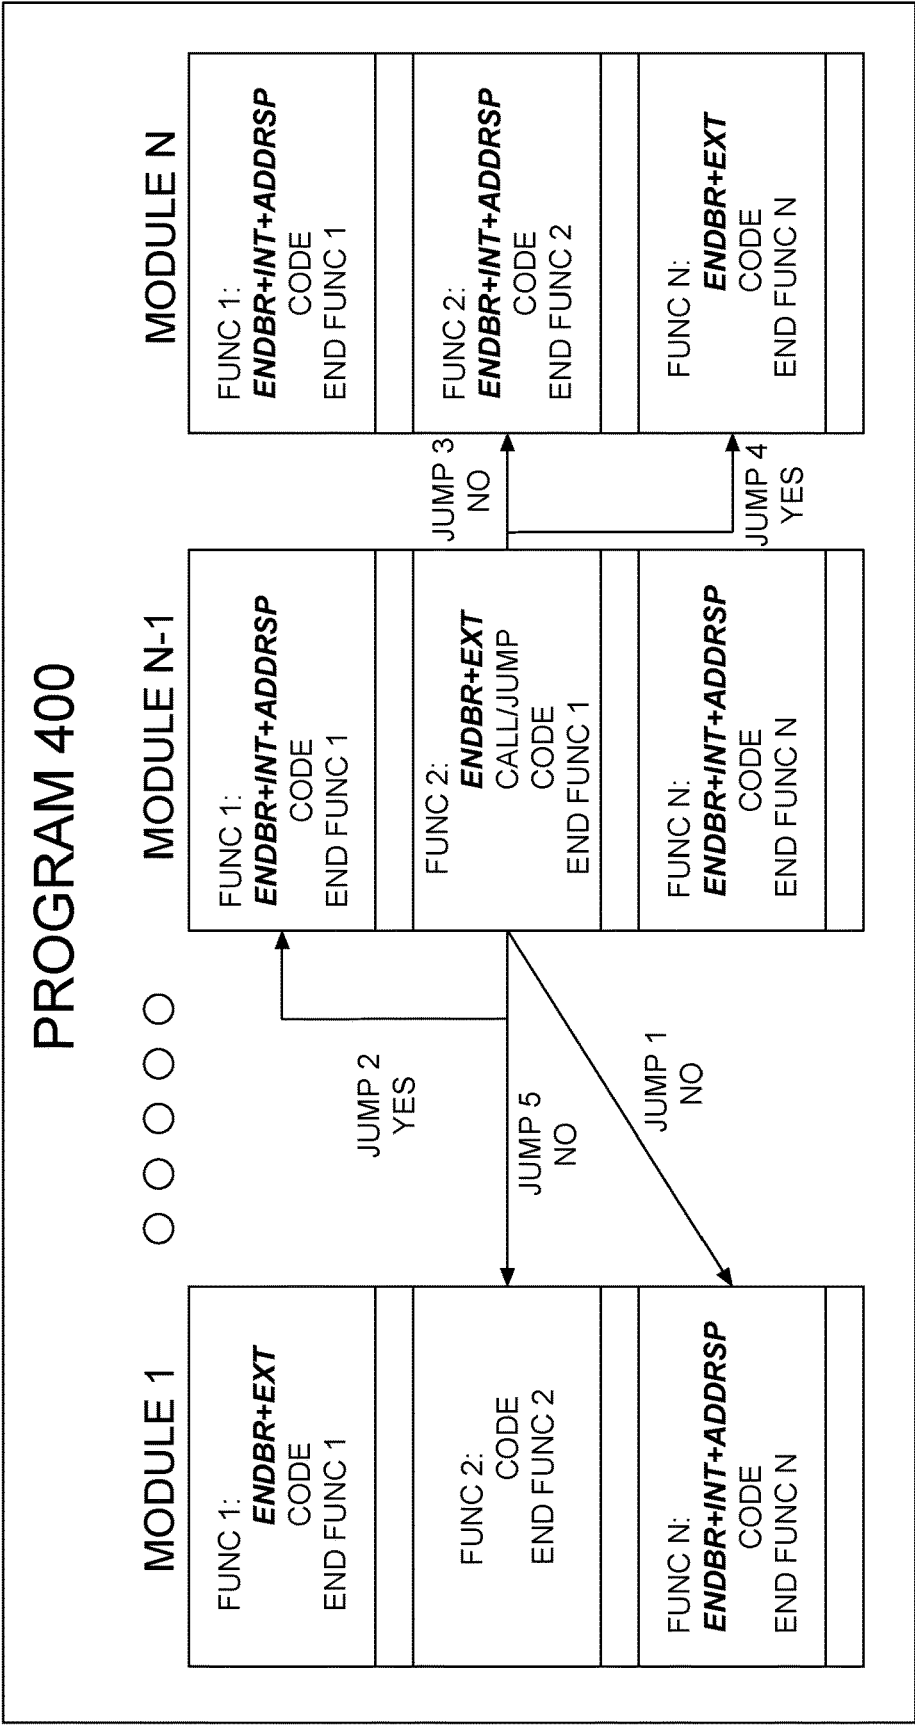 PROGRAM 400
MODULE 1
FUNC 1:
ENDBR+EXT
CODE
END FUNC 1
FUNC 2:
CODE
END FUNC 2
FUNC N:
ENDBR+INT+ADDRSP
CODE
END FUNC N
JUMP 2
YES
JUMP 5
NO
JUMP 1
NO
MODULE N-1
FUNC 1:
ENDBR+INT+ADDRSP
CODE
END FUNC 1
FUNC 2:
ENDBR+EXT
CALL/JUMP
CODE
END FUNC 1
FUNC N:
ENDBR+INT+ADDRSP
CODE
END FUNC N
JUMP 3
NO
JUMP 4
YES
MODULE N
FUNC 1:
ENDBR+INT+ADDRSP
CODE
END FUNC 1
FUNC 2:
ENDBR+INT+ADDRSP
CODE
END FUNC 2
FUNC N:
ENDBR+EXT
CODE
END FUNC N